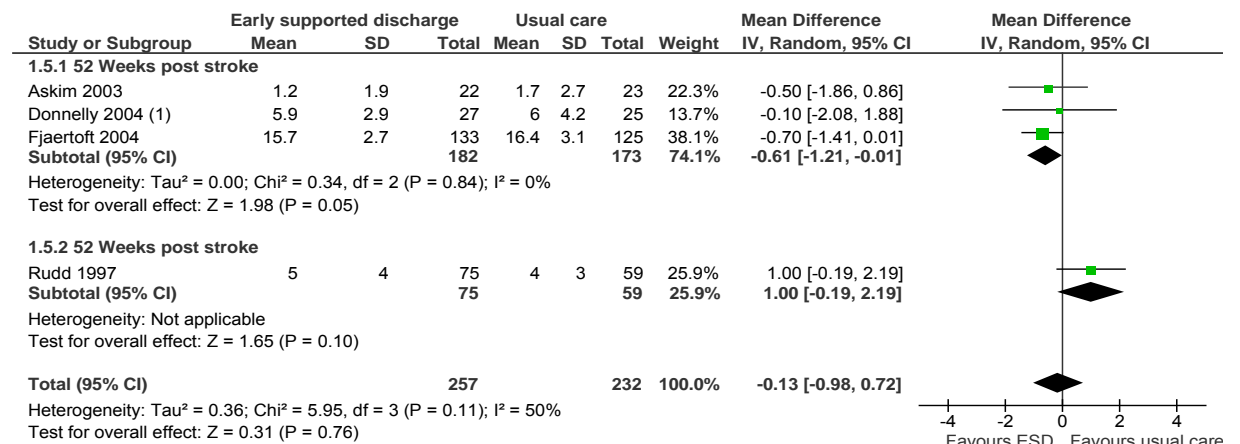 Early supported discharge Usual care Mean Difference Mean Difference
Study or Subgroup Mean SD Total Mean SD Total Weight IV, Random, 95% CI IV, Random, 95% CI
1.5.1 52 Weeks post stroke
Askim 2003 1.2 1.9 22 1.7 2.7 23 22.3% -0.50 [-1.86, 0.86]
Donnelly 2004 (1) 5.9 2.9 27 6 4.2 25 13.7% -0.10 [-2.08, 1.88]
Fjaertoft 2004 15.7 2.7 133 16.4 3.1 125 38.1% -0.70 [-1.41, 0.01]
Subtotal (95% CI) 182 173 74.1% -0.61 [-1.21, -0.01]
Heterogeneity: Tau² = 0.00; Chi² = 0.34, df = 2 (P = 0.84); I² = 0%
Test for overall effect: Z = 1.98 (P = 0.05)
1.5.2 52 Weeks post stroke
Rudd 1997 5 4 75 4 3 59 25.9% 1.00 [-0.19, 2.19]
Subtotal (95% CI) 75 59 25.9% 1.00 [-0.19, 2.19]
Heterogeneity: Not applicable
Test for overall effect: Z = 1.65 (P = 0.10)
Total (95% CI) 257 232 100.0% -0.13 [-0.98, 0.72]
Heterogeneity: Tau² = 0.36; Chi² = 5.95, df = 3 (P = 0.11); I² = 50%
Test for overall effect: Z = 0.31 (P = 0.76)
-4 -2 0 2 4
Favours ESD Favours usual care